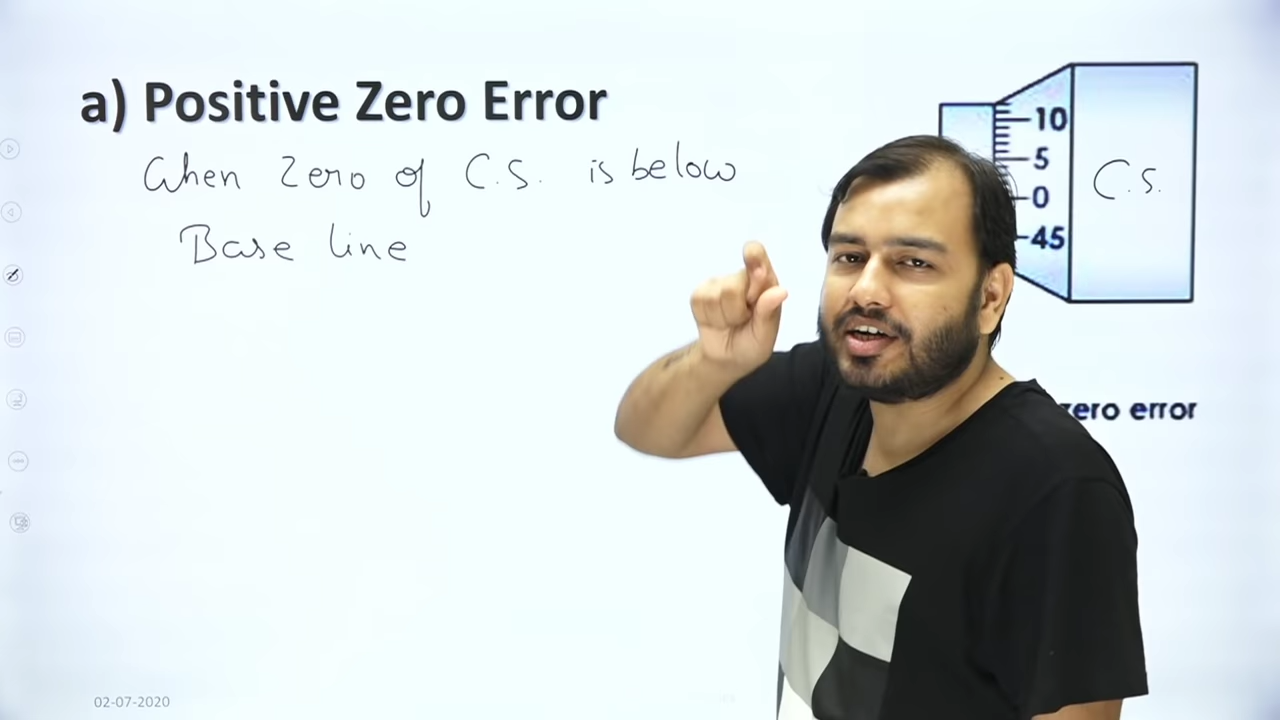 a) Positive Zero Error
When Zero of C.S. is below
Base line
10
5
0
45
C.S.
zero error
02-07-2020